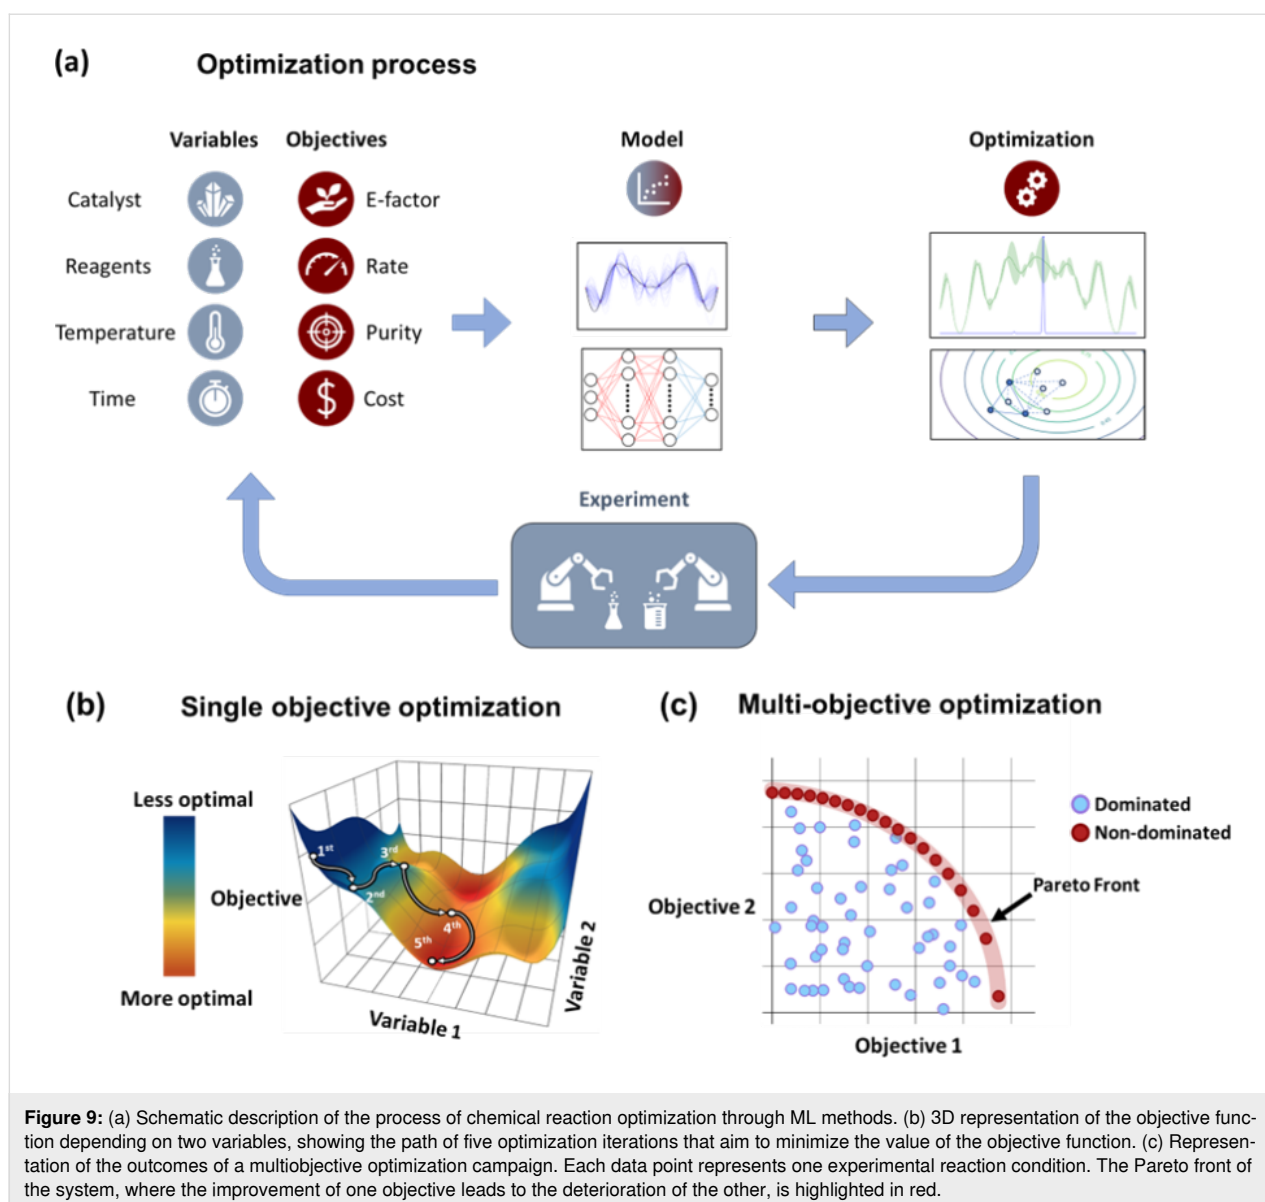 (a) Optimization process
Variables Objectives Model Optimization
Catalyst E-factor
Reagents Rate
Temperature Purity
Time $ Cost
Experiment
(b) Single objective optimization
Less optimal
Objective
More optimal
1st
2nd
3rd
4th
5th
Variable 1
Variable 2
(c) Multi-objective optimization
Dominated
Non-dominated
Pareto Front
Objective 2
Objective 1
Figure 9: (a) Schematic description of the process of chemical reaction optimization through ML methods. (b) 3D representation of the objective func-
tion depending on two variables, showing the path of five optimization iterations that aim to minimize the value of the objective function. (c) Represen-
tation of the outcomes of a multiobjective optimization campaign. Each data point represents one experimental reaction condition. The Pareto front of
the system, where the improvement of one objective leads to the deterioration of the other, is highlighted in red.